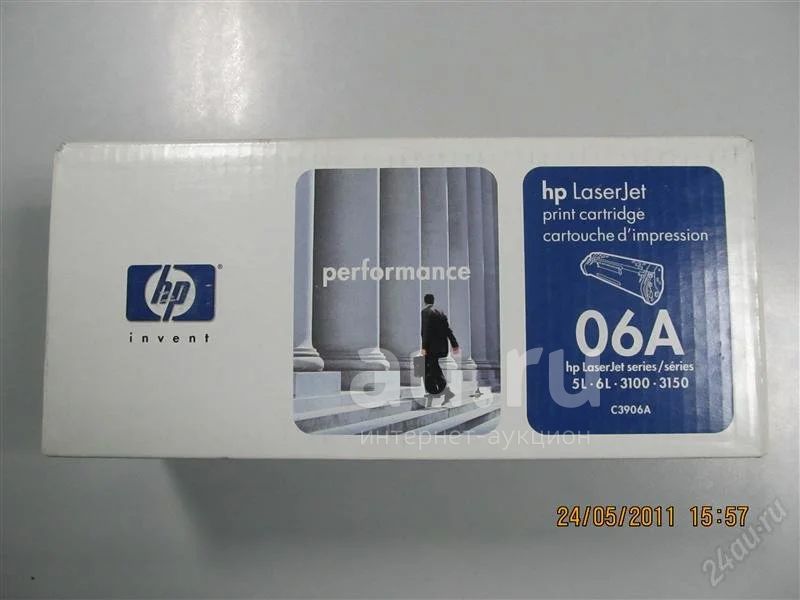 hp
invent
performance
hp LaserJet
print cartridge
cartouche d'impression
06A
hp LaserJet series/séries
5L · 6L · 3100 · 3150
C3906A
au.ru
интернет-аукцион
24/05/2011 15:57
24au.ru